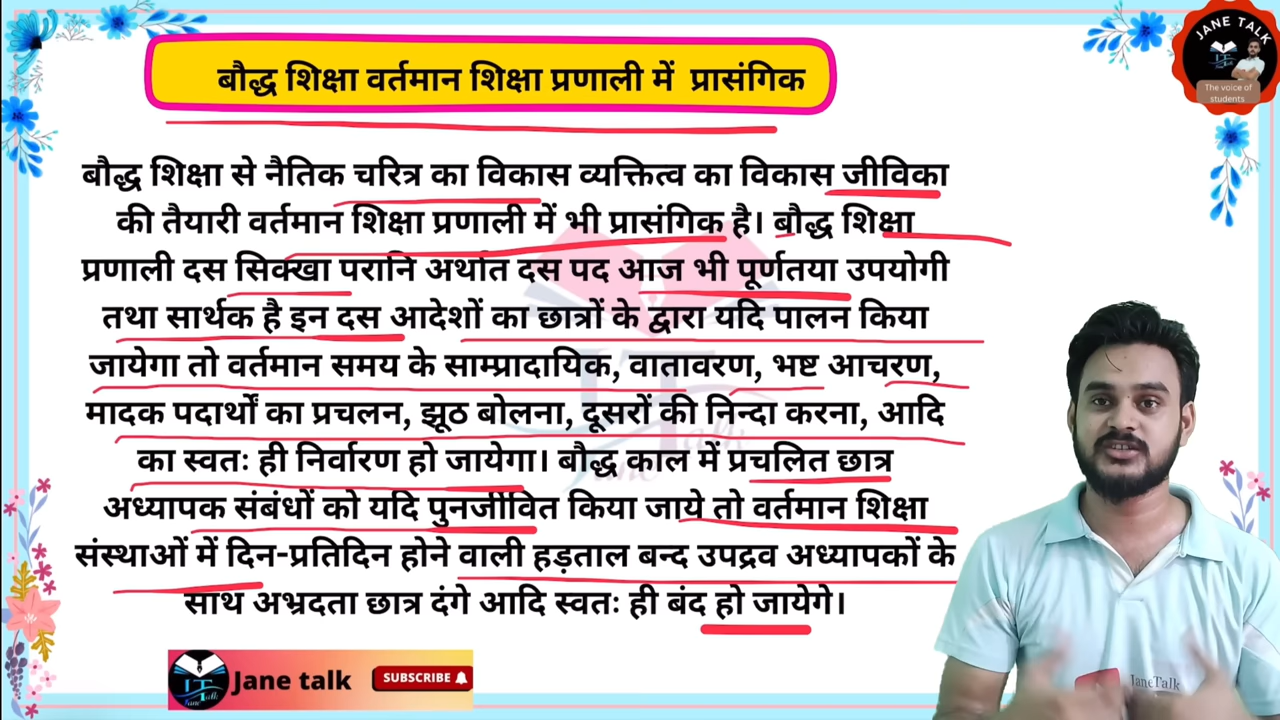 बौद्ध शिक्षा वर्तमान शिक्षा प्रणाली में प्रासंगिक
JANE TALK
The voice of
students
बौद्ध शिक्षा से नैतिक चरित्र का विकास व्यक्तित्व का विकास जीविका
की तैयारी वर्तमान शिक्षा प्रणाली में भी प्रासंगिक है। बौद्ध शिक्षा
प्रणाली दस सिक्खा परानि अर्थात दस पद आज भी पूर्णतया उपयोगी
तथा सार्थक है इन दस आदेशों का छात्रों के द्वारा यदि पालन किया
जायेगा तो वर्तमान समय के साम्प्रादायिक, वातावरण, भष्ट आचरण,
मादक पदार्थों का प्रचलन, झूठ बोलना, दूसरों की निन्दा करना, आदि
का स्वतः ही निर्वारण हो जायेगा। बौद्ध काल में प्रचलित छात्र
अध्यापक संबंधों को यदि पुनर्जीवित किया जाये तो वर्तमान शिक्षा
संस्थाओं में दिन-प्रतिदिन होने वाली हड़ताल बन्द उपद्रव अध्यापकों के
साथ अभ्रदता छात्र दंगे आदि स्वतः ही बंद हो जायेगे।
Jane talk
SUBSCRIBE
JaneTalk